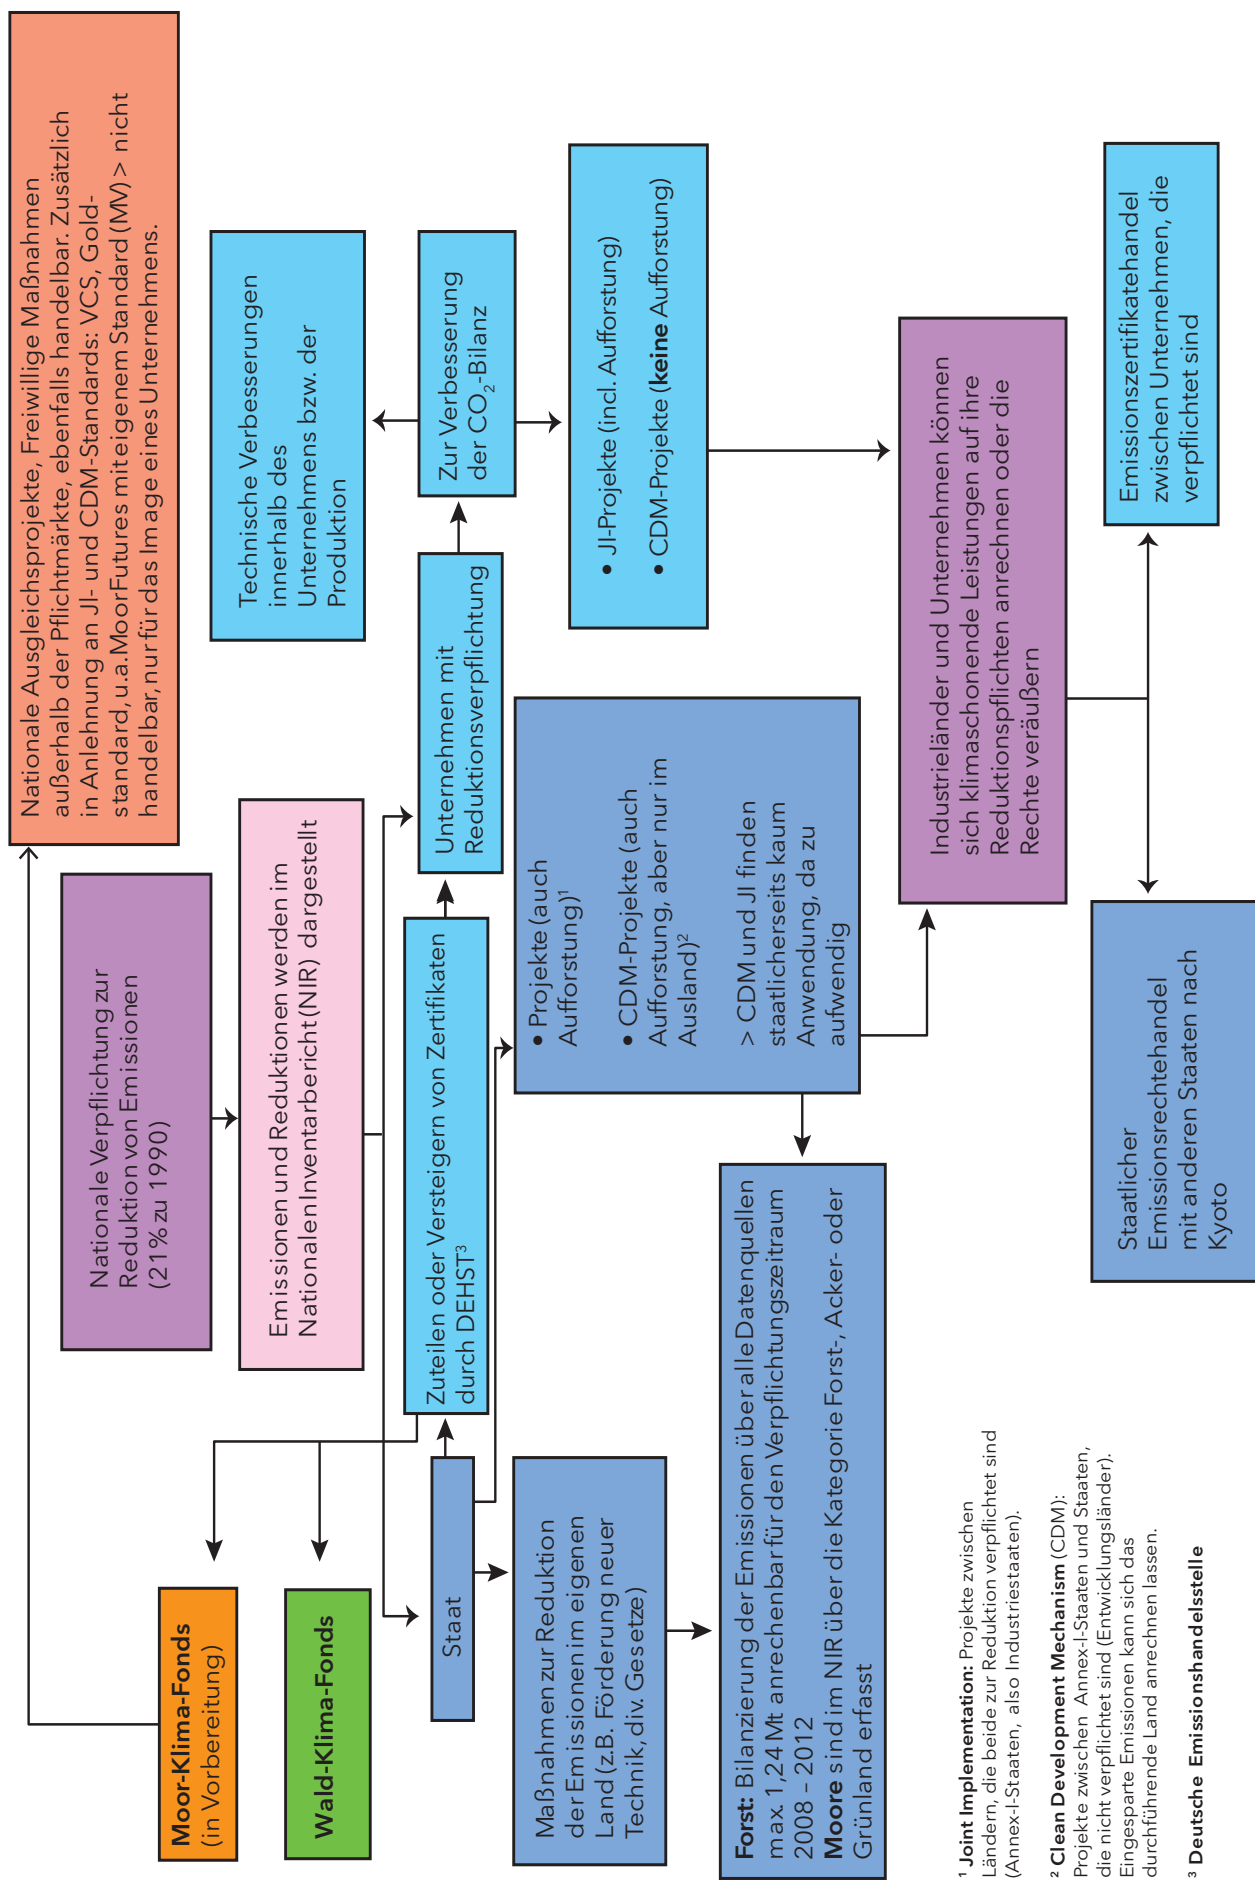 Moor-Klima-Fonds
(in Vorbereitung)
Nationale Ausgleichsprojekte, Freiwillige Maßnahmen
außerhalb der Pflichtmärkte, ebenfalls handelbar. Zusätzlich
in Anlehnung an JI- und CDM-Standards: VCS, Gold-
standard, u.a. MoorFutures mit eigenem Standard (MV) > nicht
handelbar, nur für das Image eines Unternehmens.
Nationale Verpflichtung zur
Reduktion von Emissionen
(21% zu 1990)
Wald-Klima-Fonds
Emissionen und Reduktionen werden im
Nationalen Inventarbericht (NIR) dargestellt
Technische Verbesserungen
innerhalb des
Unternehmens bzw. der
Produktion
Staat
Zuteilen oder Versteigern von Zertifikaten
durch DEHST³
Unternehmen mit
Reduktionsverpflichtung
Zur Verbesserung
der CO₂-Bilanz
Maßnahmen zur Reduktion
der Emissionen im eigenen
Land (z.B. Förderung neuer
Technik, div. Gesetze)
• Projekte (auch
Aufforstung)¹
• CDM-Projekte (auch
Aufforstung, aber nur im
Ausland)²
> CDM und JI finden
staatlicherseits kaum
Anwendung, da zu
aufwendig
• JI-Projekte (incl. Aufforstung)
• CDM-Projekte (keine Aufforstung)
Forst: Bilanzierung der Emissionen über alle Datenquellen
max. 1,24 Mt anrechenbar für den Verpflichtungszeitraum
2008 – 2012
Moore sind im NIR über die Kategorie Forst-, Acker- oder
Grünland erfasst
Industrieländer und Unternehmen können
sich klimaschonende Leistungen auf ihre
Reduktionspflichten anrechnen oder die
Rechte veräußern
Staatlicher
Emissionsrechtehandel
mit anderen Staaten nach
Kyoto
Emissionszertifikatehandel
zwischen Unternehmen, die
verpflichtet sind
¹ Joint Implementation: Projekte zwischen
Ländern, die beide zur Reduktion verpflichtet sind
(Annex-I-Staaten, also Industriestaaten).
² Clean Development Mechanism (CDM):
Projekte zwischen Annex-I-Staaten und Staaten,
die nicht verpflichtet sind (Entwicklungsländer).
Eingesparte Emissionen kann sich das
durchführende Land anrechnen lassen.
³ Deutsche Emissionshandelsstelle